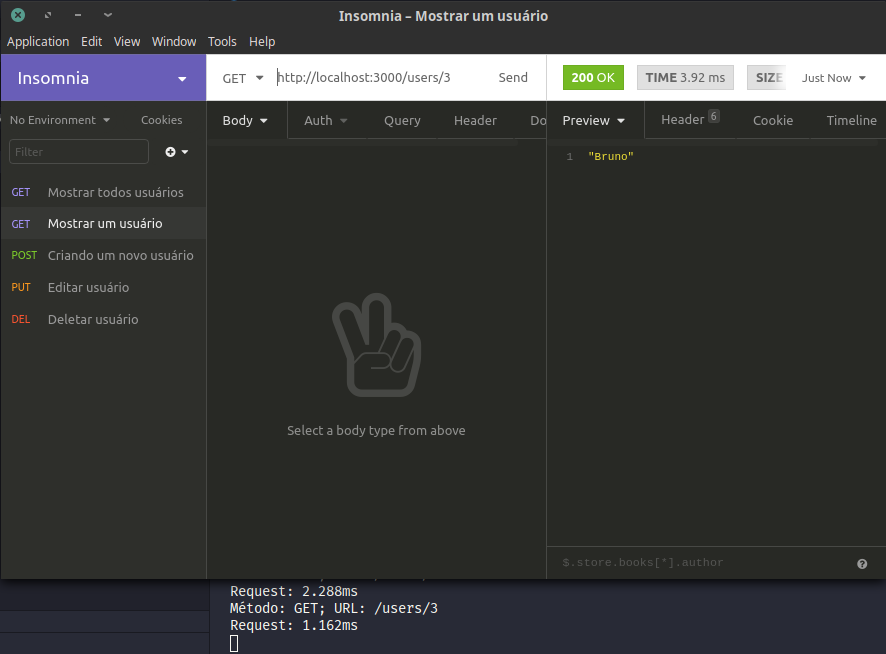 Insomnia – Mostrar um usuário
Application Edit View Window Tools Help
Insomnia
GET http://localhost:3000/users/3 Send
200 OK TIME 3.92 ms SIZE Just Now
No Environment Cookies
Body Auth Query Header Do
Preview Header 6 Cookie Timeline
Filter
1 "Bruno"
GET Mostrar todos usuários
GET Mostrar um usuário
POST Criando um novo usuário
PUT Editar usuário
DEL Deletar usuário
Select a body type from above
$.store.books[*].author
Request: 2.288ms
Método: GET; URL: /users/3
Request: 1.162ms